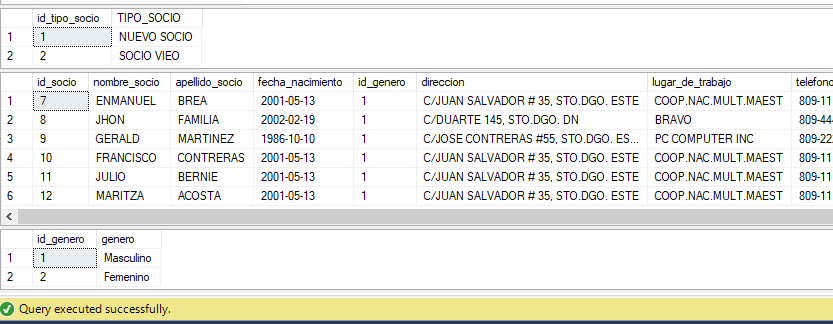 id_tipo_socio TIPO_SOCIO
1 1 NUEVO SOCIO
2 2 SOCIO VIEO
id_socio nombre_socio apellido_socio fecha_nacimiento id_genero direccion lugar_de_trabajo telefono
1 7 ENMANUEL BREA 2001-05-13 1 C/JUAN SALVADOR # 35, STO.DGO. ESTE COOP.NAC.MULT.MAEST 809-11
2 8 JHON FAMILIA 2002-02-19 1 C/DUARTE 145, STO.DGO. DN BRAVO 809-444
3 9 GERALD MARTINEZ 1986-10-10 1 C/JOSE CONTRERAS #55, STO.DGO. ES... PC COMPUTER INC 809-222
4 10 FRANCISCO CONTRERAS 2001-05-13 1 C/JUAN SALVADOR # 35, STO.DGO. ESTE COOP.NAC.MULT.MAEST 809-11
5 11 JULIO BERNIE 2001-05-13 1 C/JUAN SALVADOR # 35, STO.DGO. ESTE COOP.NAC.MULT.MAEST 809-11
6 12 MARITZA ACOSTA 2001-05-13 1 C/JUAN SALVADOR # 35, STO.DGO. ESTE COOP.NAC.MULT.MAEST 809-11
id_genero genero
1 1 Masculino
2 2 Femenino
Query executed successfully.